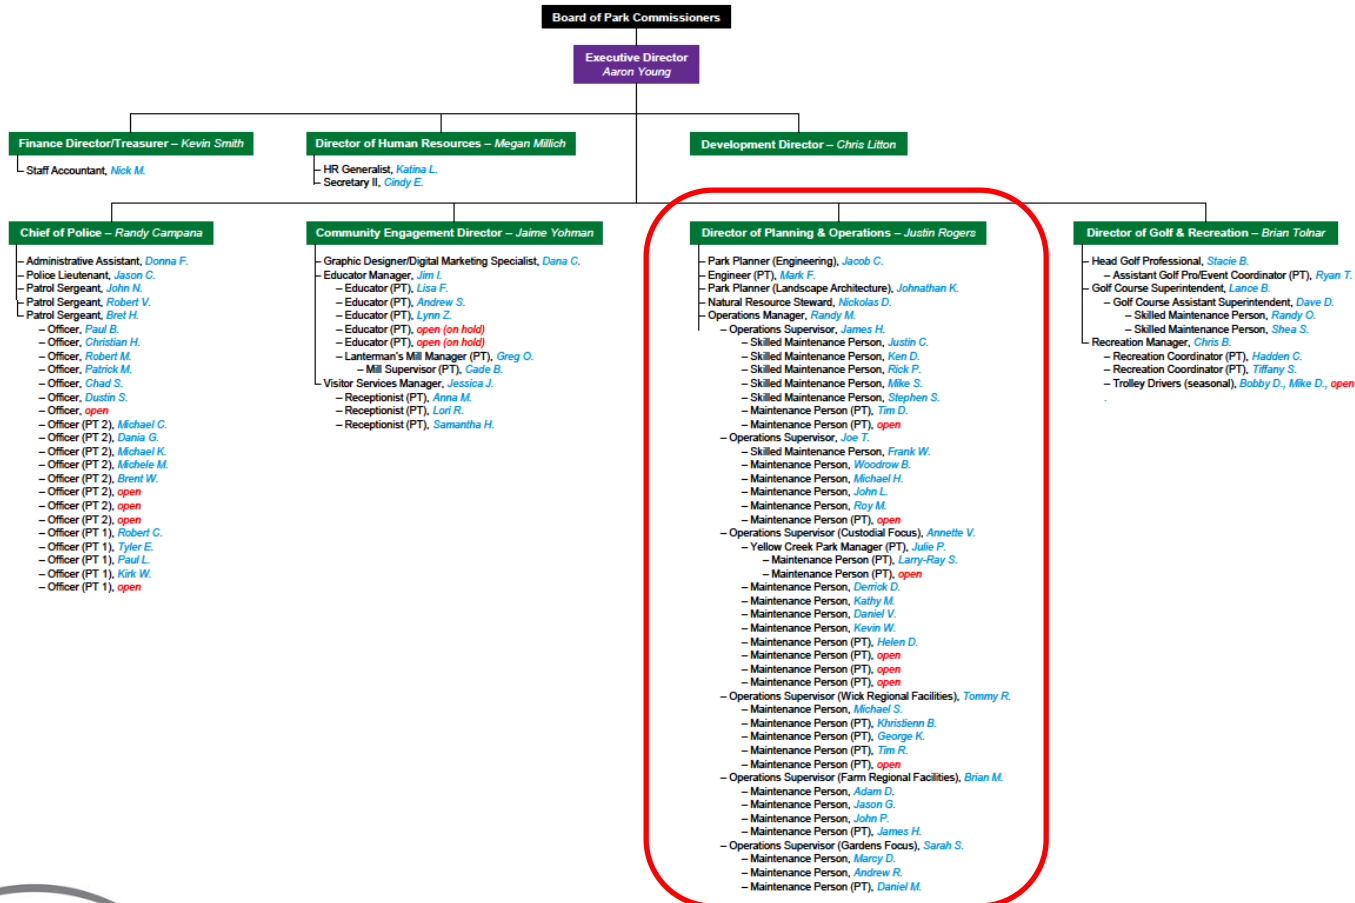 Board of Park Commissioners
Executive Director
Aaron Young
Finance Director/Treasurer – Kevin Smith
Staff Accountant, Nick M.
Director of Human Resources – Megan Millich
HR Generalist, Katina L.
Secretary II, Cindy E.
Development Director – Chris Litton
Chief of Police – Randy Campana
Administrative Assistant, Donna F.
Police Lieutenant, Jason C.
Patrol Sergeant, John N.
Patrol Sergeant, Robert V.
Patrol Sergeant, Bret H.
– Officer, Paul B.
– Officer, Christian H.
– Officer, Robert M.
– Officer, Patrick M.
– Officer, Chad S.
– Officer, Dustin S.
– Officer, open
– Officer (PT 2), Michael C.
– Officer (PT 2), Dania G.
– Officer (PT 2), Michael K.
– Officer (PT 2), Michele M.
– Officer (PT 2), Brent W.
– Officer (PT 2), open
– Officer (PT 2), open
– Officer (PT 2), open
– Officer (PT 1), Robert C.
– Officer (PT 1), Tyler E.
– Officer (PT 1), Paul L.
– Officer (PT 1), Kirk W.
– Officer (PT 1), open
Community Engagement Director – Jaime Yohman
Graphic Designer/Digital Marketing Specialist, Dana C.
Educator Manager, Jim I.
– Educator (PT), Lisa F.
– Educator (PT), Andrew S.
– Educator (PT), Lynn Z.
– Educator (PT), open (on hold)
– Educator (PT), open (on hold)
– Lanterman's Mill Manager (PT), Greg O.
– Mill Supervisor (PT), Cade B.
Visitor Services Manager, Jessica J.
– Receptionist (PT), Anna M.
– Receptionist (PT), Lori R.
– Receptionist (PT), Samantha H.
Director of Planning & Operations – Justin Rogers
Park Planner (Engineering), Jacob C.
Engineer (PT), Mark F.
Park Planner (Landscape Architecture), Johnathan K.
Natural Resource Steward, Nickolas D.
Operations Manager, Randy M.
– Operations Supervisor, James H.
– Skilled Maintenance Person, Justin C.
– Skilled Maintenance Person, Ken D.
– Skilled Maintenance Person, Rick P.
– Skilled Maintenance Person, Mike S.
– Skilled Maintenance Person, Stephen S.
– Maintenance Person (PT), Tim D.
– Maintenance Person (PT), open
– Operations Supervisor, Joe T.
– Skilled Maintenance Person, Frank W.
– Maintenance Person, Woodrow B.
– Maintenance Person, Michael H.
– Maintenance Person, John L.
– Maintenance Person, Roy M.
– Maintenance Person (PT), open
– Operations Supervisor (Custodial Focus), Annette V.
– Yellow Creek Park Manager (PT), Julie P.
– Maintenance Person (PT), Larry-Ray S.
– Maintenance Person (PT), open
– Maintenance Person, Derrick D.
– Maintenance Person, Kathy M.
– Maintenance Person, Daniel V.
– Maintenance Person, Kevin W.
– Maintenance Person (PT), Helen D.
– Maintenance Person (PT), open
– Maintenance Person (PT), open
– Maintenance Person (PT), open
– Operations Supervisor (Wick Regional Facilities), Tommy R.
– Maintenance Person, Michael S.
– Maintenance Person (PT), Khristienn B.
– Maintenance Person (PT), George K.
– Maintenance Person (PT), Tim R.
– Maintenance Person (PT), open
– Operations Supervisor (Farm Regional Facilities), Brian M.
– Maintenance Person, Adam D.
– Maintenance Person, Jason G.
– Maintenance Person, John P.
– Maintenance Person (PT), James H.
– Operations Supervisor (Gardens Focus), Sarah S.
– Maintenance Person, Marcy D.
– Maintenance Person, Andrew R.
– Maintenance Person (PT), Daniel M.
Director of Golf & Recreation – Brian Tolnar
Head Golf Professional, Stacie B.
– Assistant Golf Pro/Event Coordinator (PT), Ryan T.
Golf Course Superintendent, Lance B.
– Golf Course Assistant Superintendent, Dave D.
– Skilled Maintenance Person, Randy O.
– Skilled Maintenance Person, Shea S.
Recreation Manager, Chris B.
– Recreation Coordinator (PT), Hadden C.
– Recreation Coordinator (PT), Tiffany S.
– Trolley Drivers (seasonal), Bobby D., Mike D., open
.